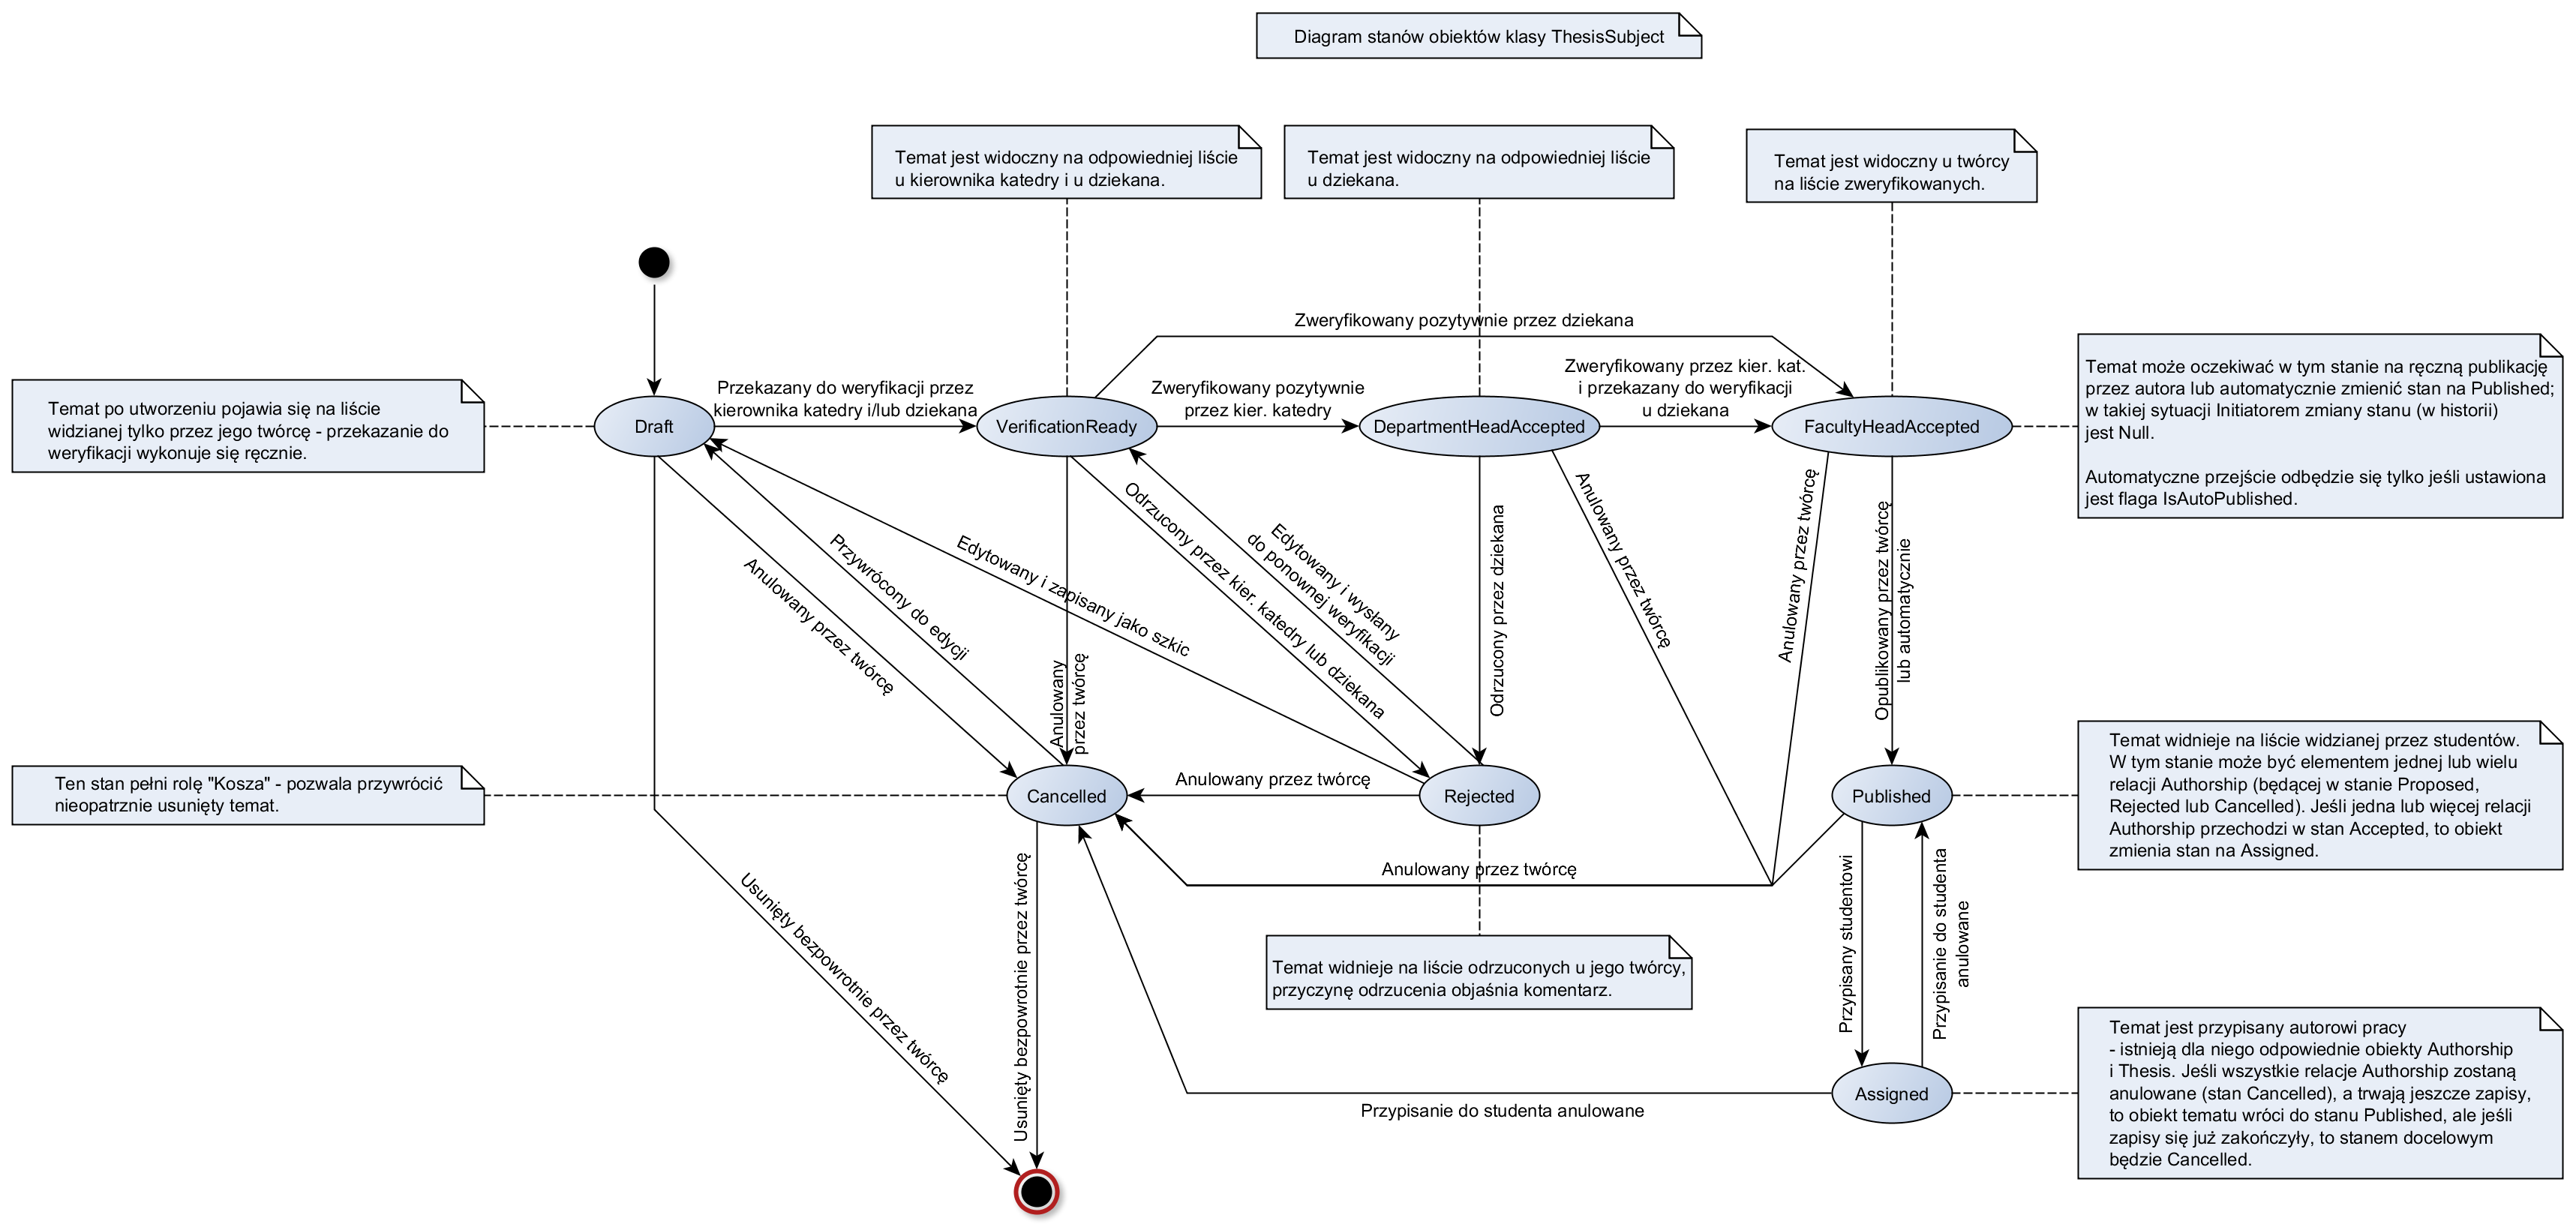 Diagram stanów obiektów klasy ThesisSubject
Temat jest widoczny na odpowiedniej liście
u kierownika katedry i u dziekana.
Temat jest widoczny na odpowiedniej liście
u dziekana.
Temat jest widoczny u twórcy
na liście zweryfikowanych.
Zweryfikowany pozytywnie przez dziekana
Temat po utworzeniu pojawia się na liście
widzianej tylko przez jego twórcę - przekazanie do
weryfikacji wykonuje się ręcznie.
Draft
Przekazany do weryfikacji przez
kierownika katedry i/lub dziekana
VerificationReady
Zweryfikowany pozytywnie
przez kier. katedry
DepartmentHeadAccepted
Zweryfikowany przez kier. kat.
i przekazany do weryfikacji
u dziekana
FacultyHeadAccepted
Temat może oczekiwać w tym stanie na ręczną publikację
przez autora lub automatycznie zmienić stan na Published;
w takiej sytuacji Initiatorem zmiany stanu (w historii)
jest Null.
Automatyczne przejście odbędzie się tylko jeśli ustawiona
jest flaga IsAutoPublished.
Anulowany przez twórcę
Przywrócony do edycji
Edytowany i zapisany jako szkic
Anulowany
przez twórcę
Odrzucony przez kier. katedry lub dziekana
Edytowany i wysłany
do ponownej weryfikacji
Odrzucony przez dziekana
Anulowany przez twórcę
Anulowany przez twórcę
Opublikowany przez twórcę
lub automatycznie
Ten stan pełni rolę "Kosza" - pozwala przywrócić
nieopatrznie usunięty temat.
Cancelled
Anulowany przez twórcę
Rejected
Published
Temat widnieje na liście widzianej przez studentów.
W tym stanie może być elementem jednej lub wielu
relacji Authorship (będącej w stanie Proposed,
Rejected lub Cancelled). Jeśli jedna lub więcej relacji
Authorship przechodzi w stan Accepted, to obiekt
zmienia stan na Assigned.
Anulowany przez twórcę
Usunięty bezpowrotnie przez twórcę
Usunięty bezpowrotnie przez twórcę
Temat widnieje na liście odrzuconych u jego twórcy,
przyczynę odrzucenia objaśnia komentarz.
Przypisany studentowi
Przypisanie do studenta
anulowane
Assigned
Przypisanie do studenta anulowane
Temat jest przypisany autorowi pracy
- istnieją dla niego odpowiednie obiekty Authorship
i Thesis. Jeśli wszystkie relacje Authorship zostaną
anulowane (stan Cancelled), a trwają jeszcze zapisy,
to obiekt tematu wróci do stanu Published, ale jeśli
zapisy się już zakończyły, to stanem docelowym
będzie Cancelled.